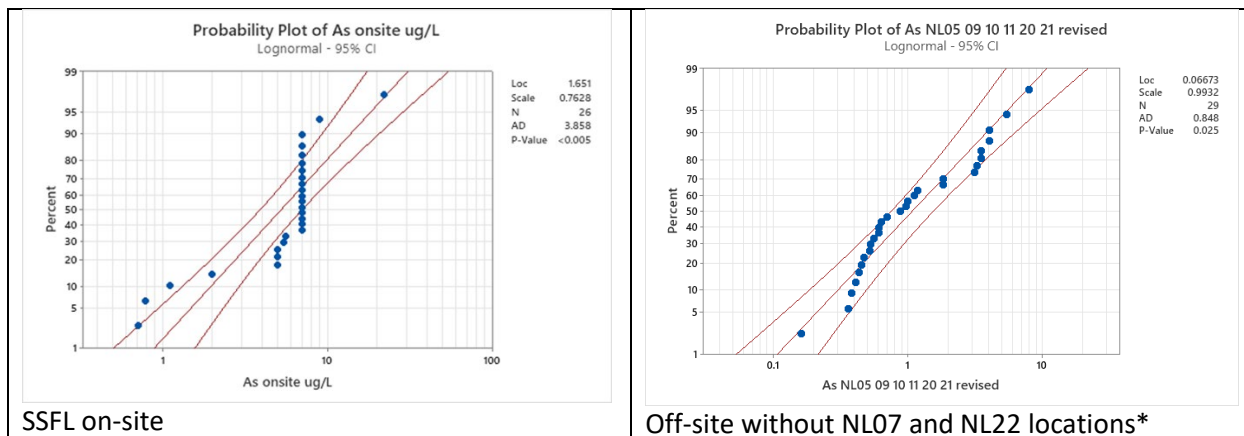 Probability Plot of As onsite ug/L
Lognormal - 95% CI
99
95
90
80
70
60
50
40
30
20
10
5
1
Percent
1
10
100
As onsite ug/L
Loc 1.651
Scale 0.7628
N 26
AD 3.858
P-Value <0.005
SSFL on-site
Probability Plot of As NL05 09 10 11 20 21 revised
Lognormal - 95% CI
99
95
90
80
70
60
50
40
30
20
10
5
1
Percent
0.1
1
10
As NL05 09 10 11 20 21 revised
Loc 0.06673
Scale 0.9932
N 29
AD 0.848
P-Value 0.025
Off-site without NL07 and NL22 locations*